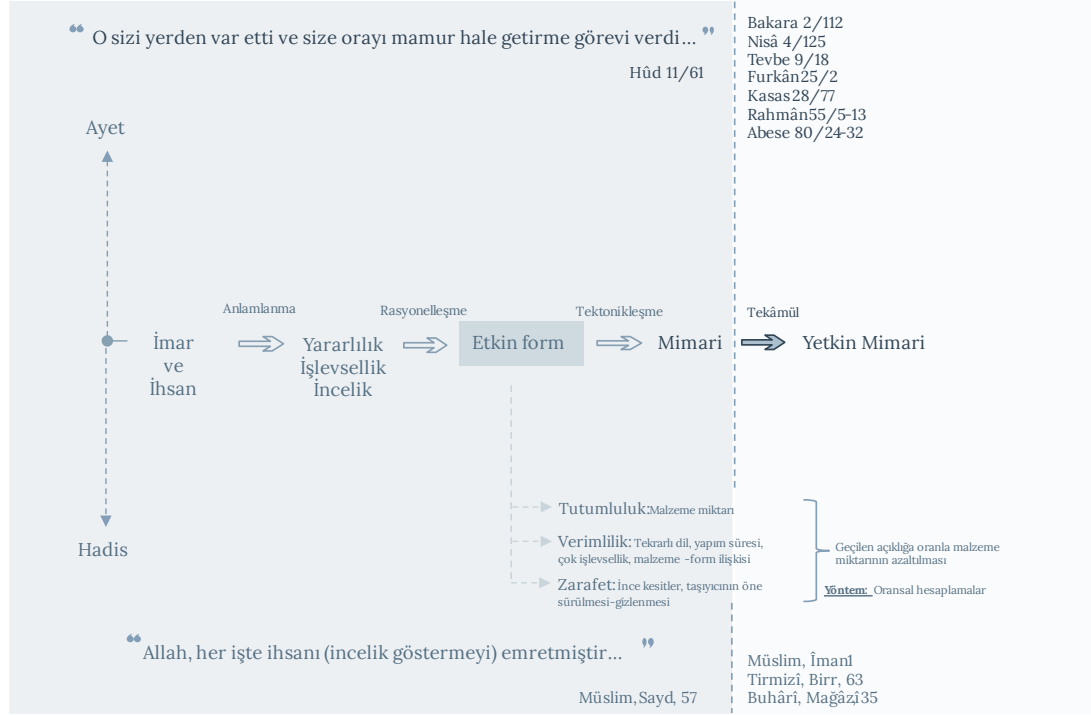 ❝ O sizi yerden var etti ve size orayı mamur hale getirme görevi verdi... ❞
Hûd 11/61
Bakara 2/112
Nisâ 4/125
Tevbe 9/18
Furkân25/2
Kasas28/77
Rahmân55/5-13
Abese 80/24-32
Ayet
Anlamlanma
Rasyonelleşme
Tektonikleşme
Tekâmül
İmar
ve
İhsan
Yararlılık
İşlevsellik
İncelik
Etkin form
Mimari
Yetkin Mimari
Hadis
Tutumluluk:Malzeme miktarı
Verimlilik: Tekrarlı dil, yapım süresi,
çok işlevsellik, malzeme -form ilişkisi
Zarafet: İnce kesitler, taşıyıcının öne
sürülmesi-gizlenmesi
Geçilen açıklığa oranla malzeme
miktarının azaltılması
Yöntem: Oransal hesaplamalar
❝ Allah, her işte ihsanı (incelik göstermeyi) emretmiştir... ❞
Müslim,Sayd, 57
Müslim, Îman1
Tirmizî, Birr, 63
Buhârî, Mağâzî,35